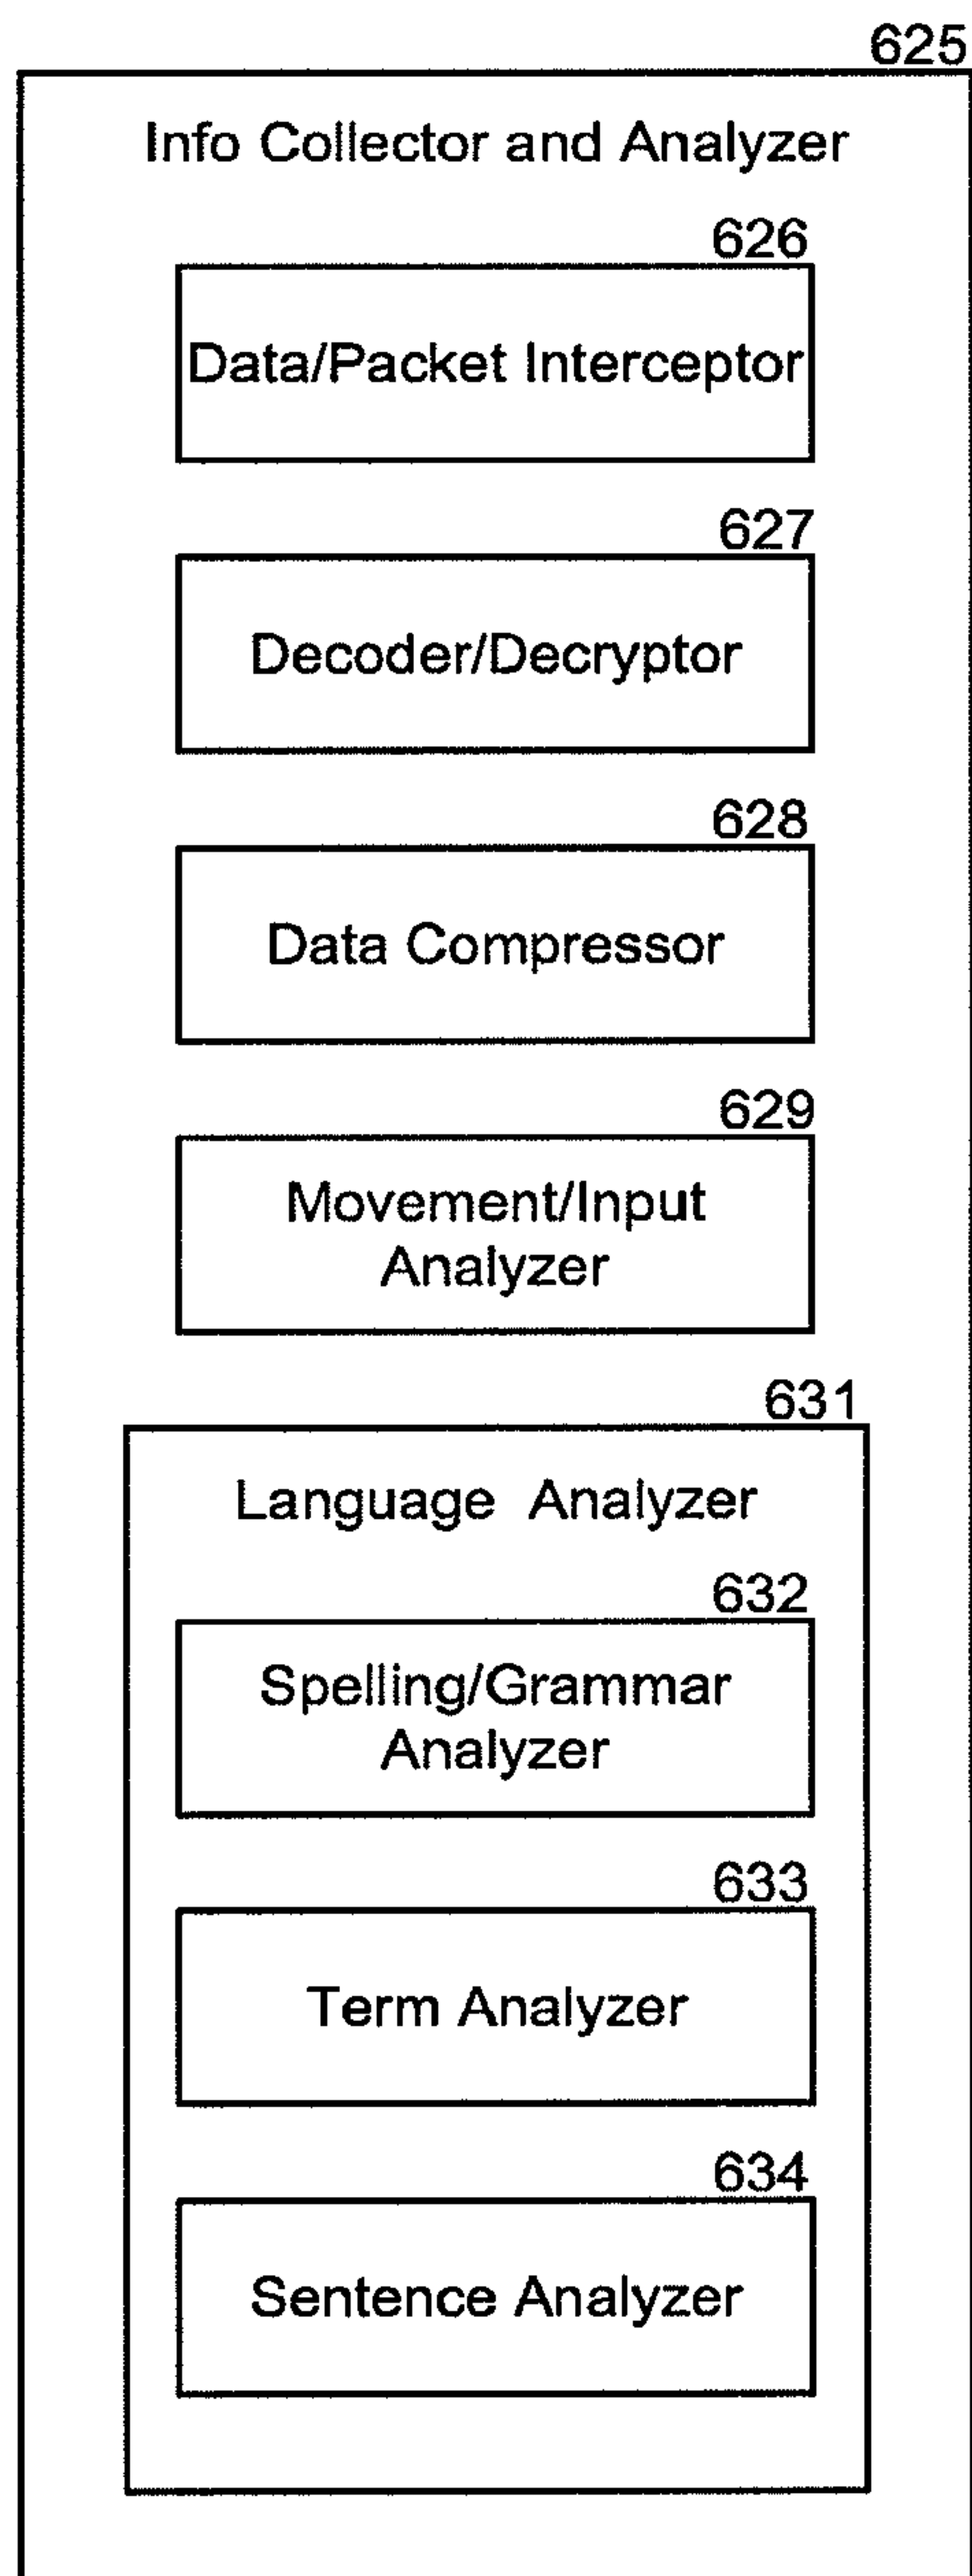 625
Info Collector and Analyzer
626
Data/Packet Interceptor
627
Decoder/Decryptor
628
Data Compressor
629
Movement/Input
Analyzer
631
Language Analyzer
632
Spelling/Grammar
Analyzer
633
Term Analyzer
634
Sentence Analyzer